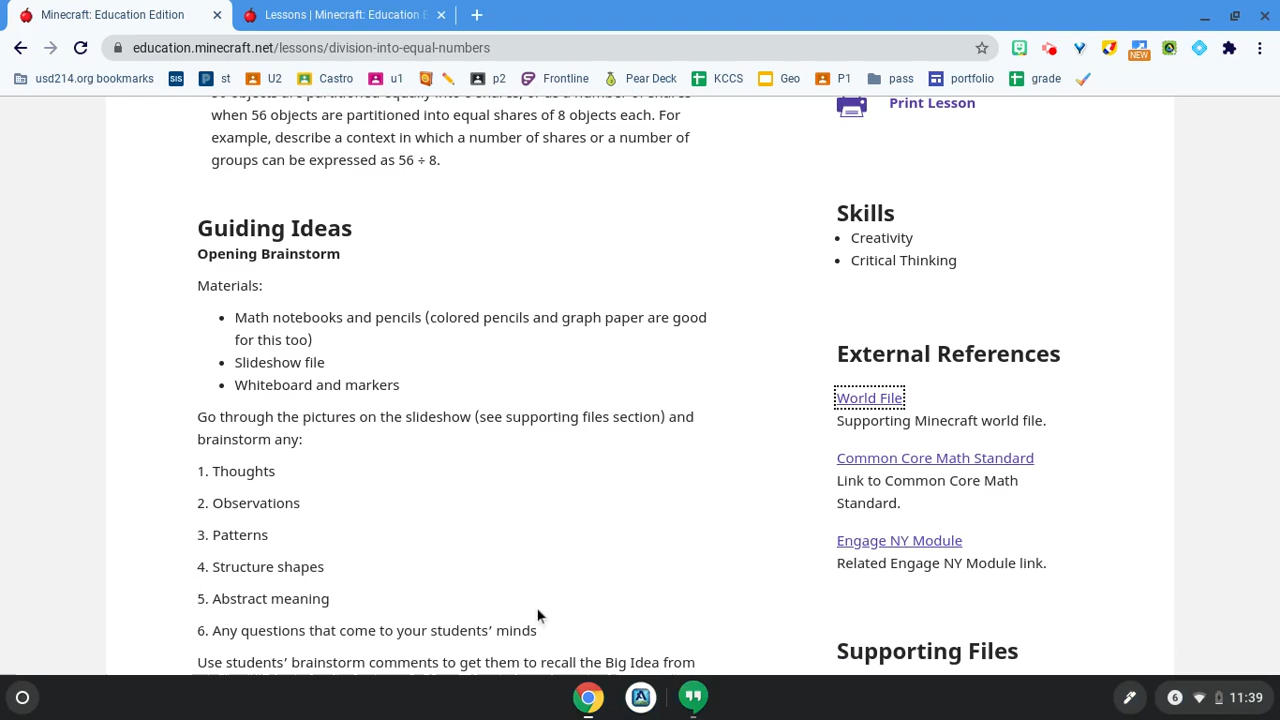 Minecraft: Education Edition
Lessons | Minecraft: Education E
education.minecraft.net/lessons/division-into-equal-numbers
NEW
usd214.org bookmarks
SIS
st
U2
Castro
u1
p2
Frontline
Pear Deck
KCCS
Geo
P1
pass
portfolio
grade
when 56 objects are partitioned into equal shares of 8 objects each. For
example, describe a context in which a number of shares or a number of
groups can be expressed as 56 ÷ 8.
Guiding Ideas
Opening Brainstorm
Materials:
• Math notebooks and pencils (colored pencils and graph paper are good
for this too)
• Slideshow file
• Whiteboard and markers
Go through the pictures on the slideshow (see supporting files section) and
brainstorm any:
1. Thoughts
2. Observations
3. Patterns
4. Structure shapes
5. Abstract meaning
6. Any questions that come to your students’ minds
Use students’ brainstorm comments to get them to recall the Big Idea from
Print Lesson
Skills
• Creativity
• Critical Thinking
External References
World File
Supporting Minecraft world file.
Common Core Math Standard
Link to Common Core Math
Standard.
Engage NY Module
Related Engage NY Module link.
Supporting Files
6
11:39